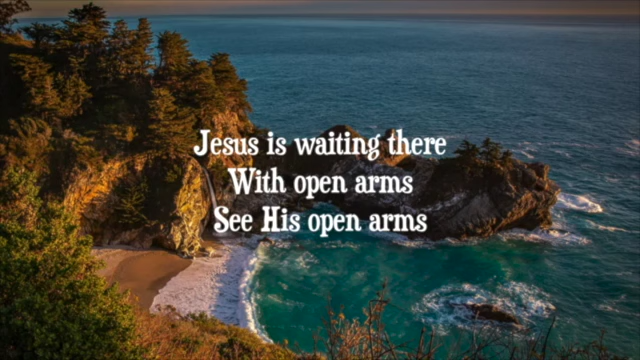 Jesus is waiting there
With open arms
See His open arms